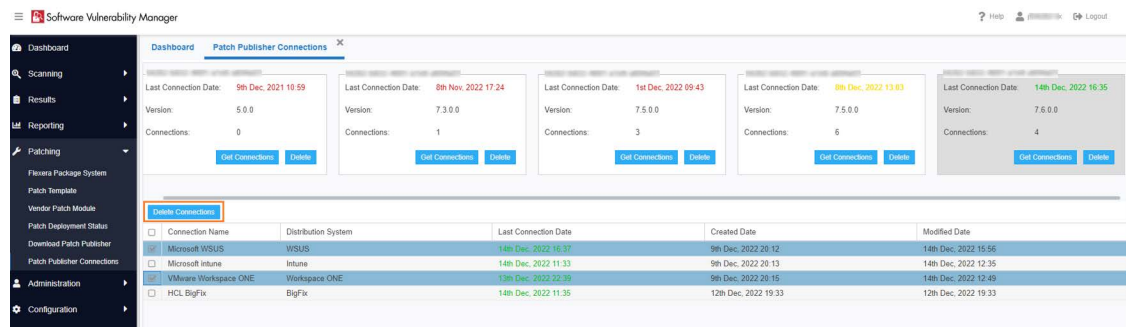 Software Vulnerability Manager
Help
Logout
Dashboard
Scanning
Results
Reporting
Patching
Flexera Package System
Patch Template
Vendor Patch Module
Patch Deployment Status
Download Patch Publisher
Patch Publisher Connections
Administration
Configuration
Dashboard Patch Publisher Connections
Last Connection Date: 9th Dec, 2021 10:59
Version: 5.0.0
Connections: 0
Get Connections Delete
Last Connection Date: 8th Nov, 2022 17:24
Version: 7.3.0.0
Connections: 1
Get Connections Delete
Last Connection Date: 1st Dec, 2022 09:43
Version: 7.5.0.0
Connections: 3
Get Connections Delete
Last Connection Date: 8th Dec, 2022 13:03
Version: 7.5.0.0
Connections: 6
Get Connections Delete
Last Connection Date: 14th Dec, 2022 16:35
Version: 7.6.0.0
Connections: 4
Get Connections Delete
Delete Connections
Connection Name Distribution System Last Connection Date Created Date Modified Date
Microsoft WSUS WSUS 14th Dec, 2022 16:37 9th Dec, 2022 20:12 14th Dec, 2022 15:56
Microsoft intune Intune 14th Dec, 2022 11:33 9th Dec, 2022 20:13 14th Dec, 2022 12:35
VMware Workspace ONE Workspace ONE 13th Dec, 2022 22:39 9th Dec, 2022 20:15 14th Dec, 2022 12:49
HCL BigFix BigFix 14th Dec, 2022 11:35 12th Dec, 2022 19:33 12th Dec, 2022 19:33